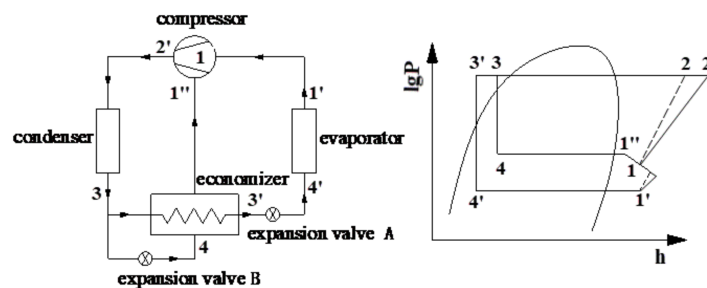 compressor
2'
1
1''
1'
condenser
evaporator
economizer
3
3'
4'
4
expansion valve A
expansion valve B
lgP
3' 3
2
2
1''
1
4
4'
1'
h